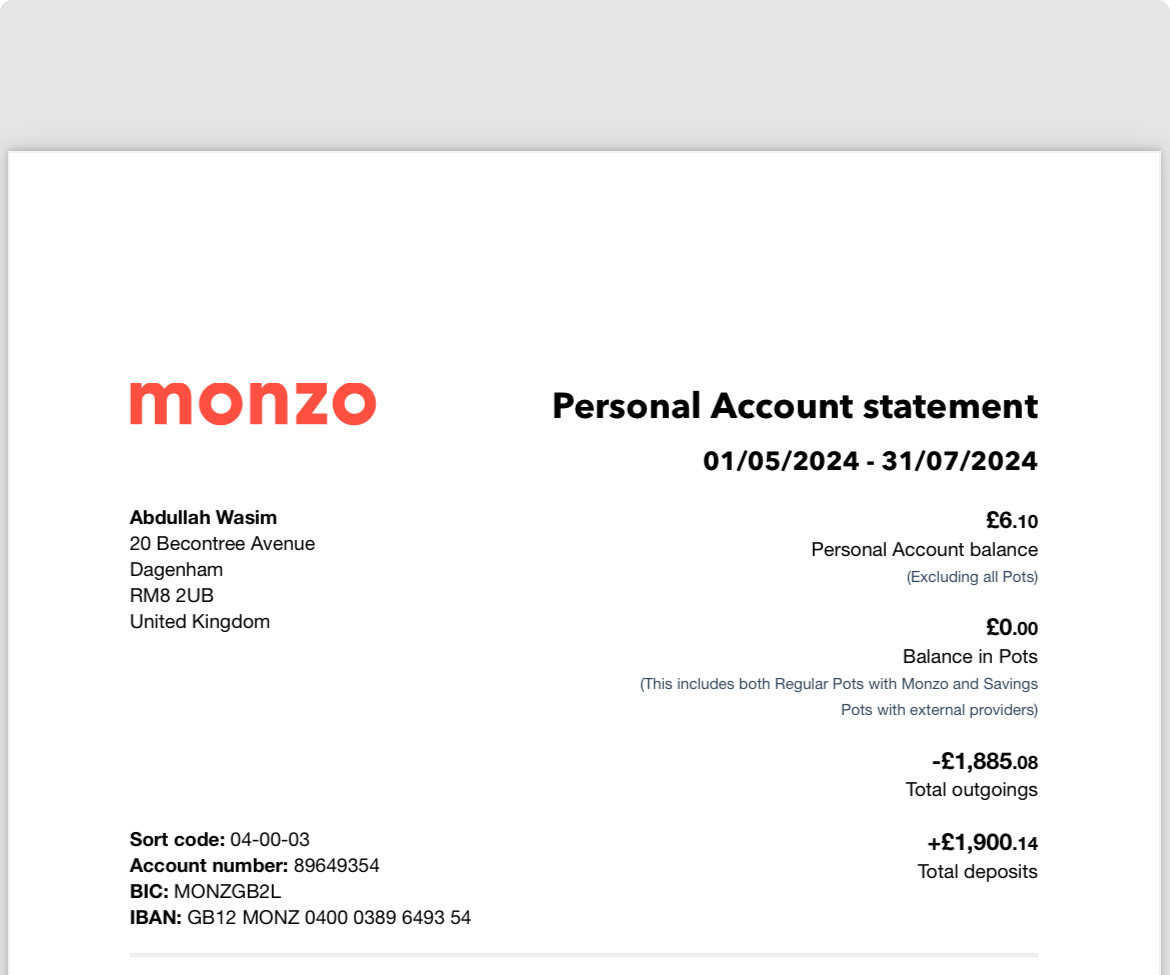 monzo
Personal Account statement
01/05/2024 - 31/07/2024
Abdullah Wasim
20 Becontree Avenue
Dagenham
RM8 2UB
United Kingdom
£6.10
Personal Account balance
(Excluding all Pots)
£0.00
Balance in Pots
(This includes both Regular Pots with Monzo and Savings
Pots with external providers)
-£1,885.08
Total outgoings
Sort code: 04-00-03
Account number: 89649354
BIC: MONZGB2L
IBAN: GB12 MONZ 0400 0389 6493 54
+£1,900.14
Total deposits